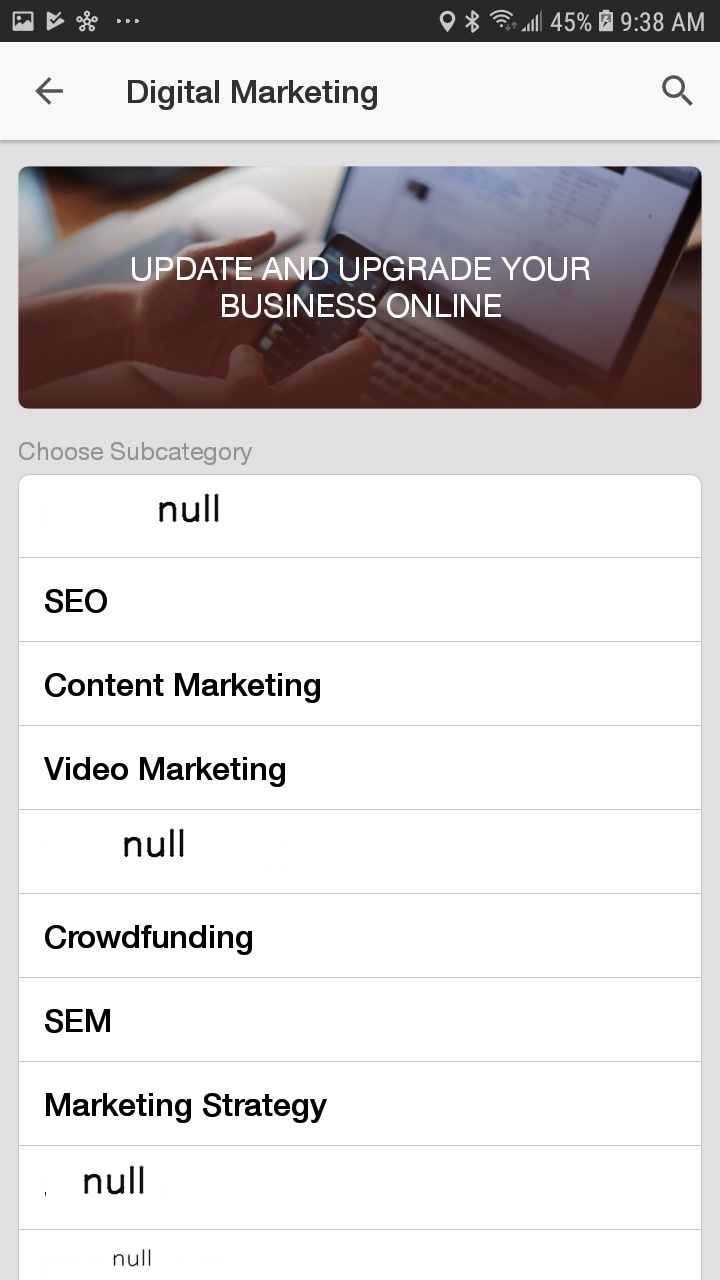 45% 9:38 AM
Digital Marketing
UPDATE AND UPGRADE YOUR
BUSINESS ONLINE
Choose Subcategory
null
SEO
Content Marketing
Video Marketing
null
Crowdfunding
SEM
Marketing Strategy
null
null